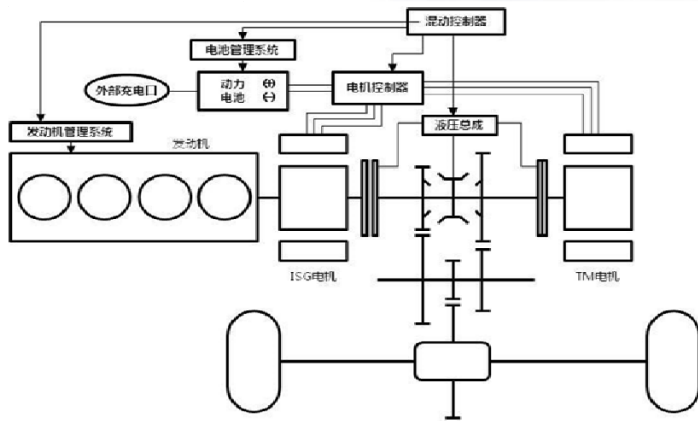 混动控制器
电池管理系统
外部充电口
动力 (+)
电池 (-)
电机控制器
发动机管理系统
发动机
液压总成
ISG电机
TM电机